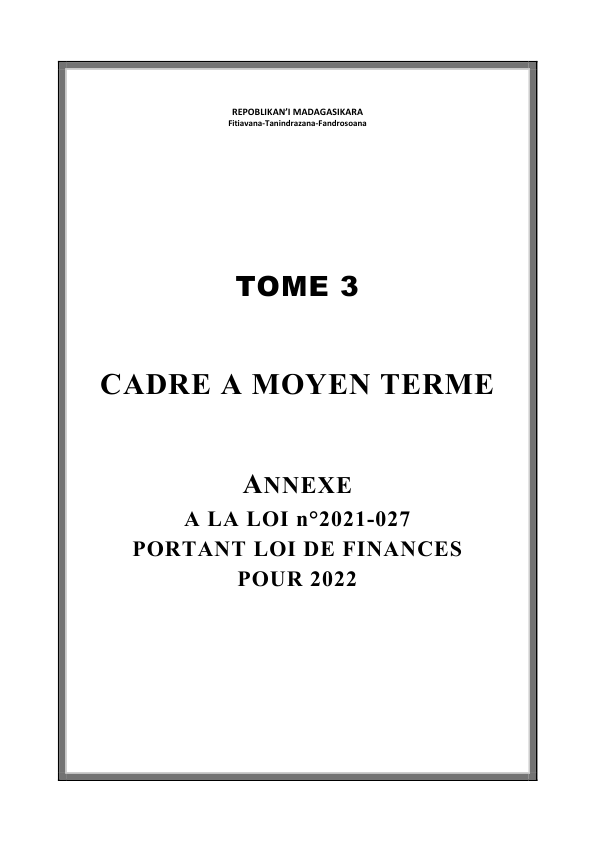 REPOBLIKAN'I MADAGASIKARA
Fitiavana-Tanindrazana-Fandrosoana
TOME 3
CADRE A MOYEN TERME
ANNEXE
A LA LOI n°2021-027
PORTANT LOI DE FINANCES
POUR 2022